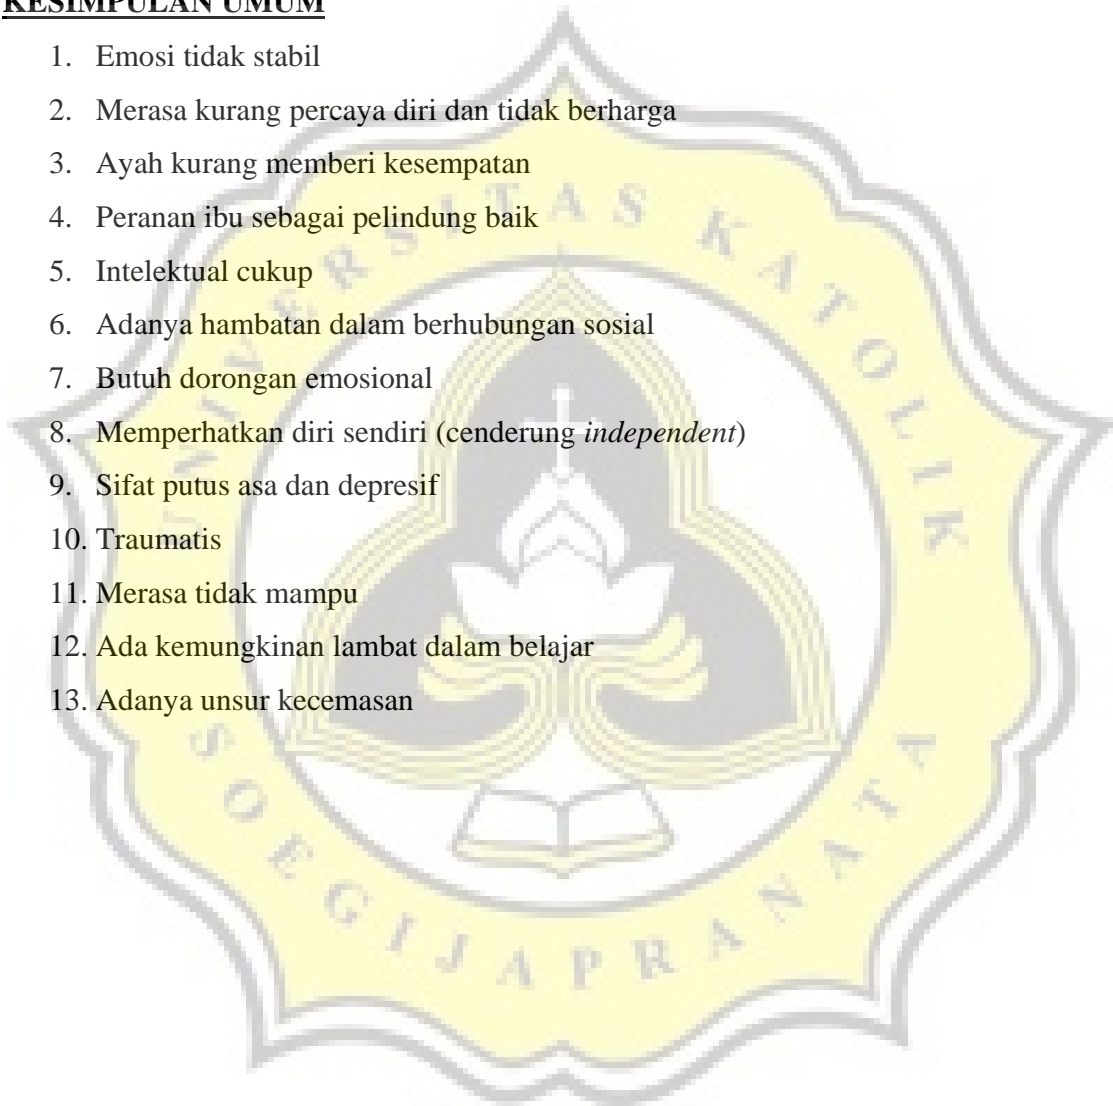 KESIMPULAN UMUM
1. Emosi tidak stabil
2. Merasa kurang percaya diri dan tidak berharga
3. Ayah kurang memberi kesempatan
4. Peranan ibu sebagai pelindung baik
5. Intelektual cukup
6. Adanya hambatan dalam berhubungan sosial
7. Butuh dorongan emosional
8. Memperhatkan diri sendiri (cenderung independent)
9. Sifat putus asa dan depresif
10. Traumatis
11. Merasa tidak mampu
12. Ada kemungkinan lambat dalam belajar
13. Adanya unsur kecemasan
UNIVERSITAS KATOLIK
SOEGIJAPRANATA